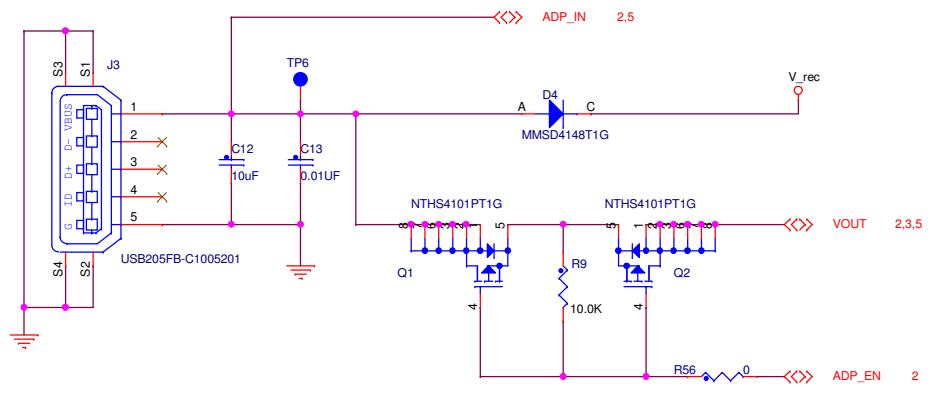 ADP_IN 2,5
J3
S3
S1
TP6
D4
V_rec
A
C
MMSD4148T1G
1
2
3
4
5
VBUS
D-
D+
ID
G
C12
10uF
C13
0.01UF
USB205FB-C1005201
S4
S2
NTHS4101PT1G
NTHS4101PT1G
8
7
6
3
2
1
5
5
1
2
3
6
7
8
VOUT 2,3,5
Q1
R9
Q2
10.0K
4
4
R56
0
ADP_EN 2